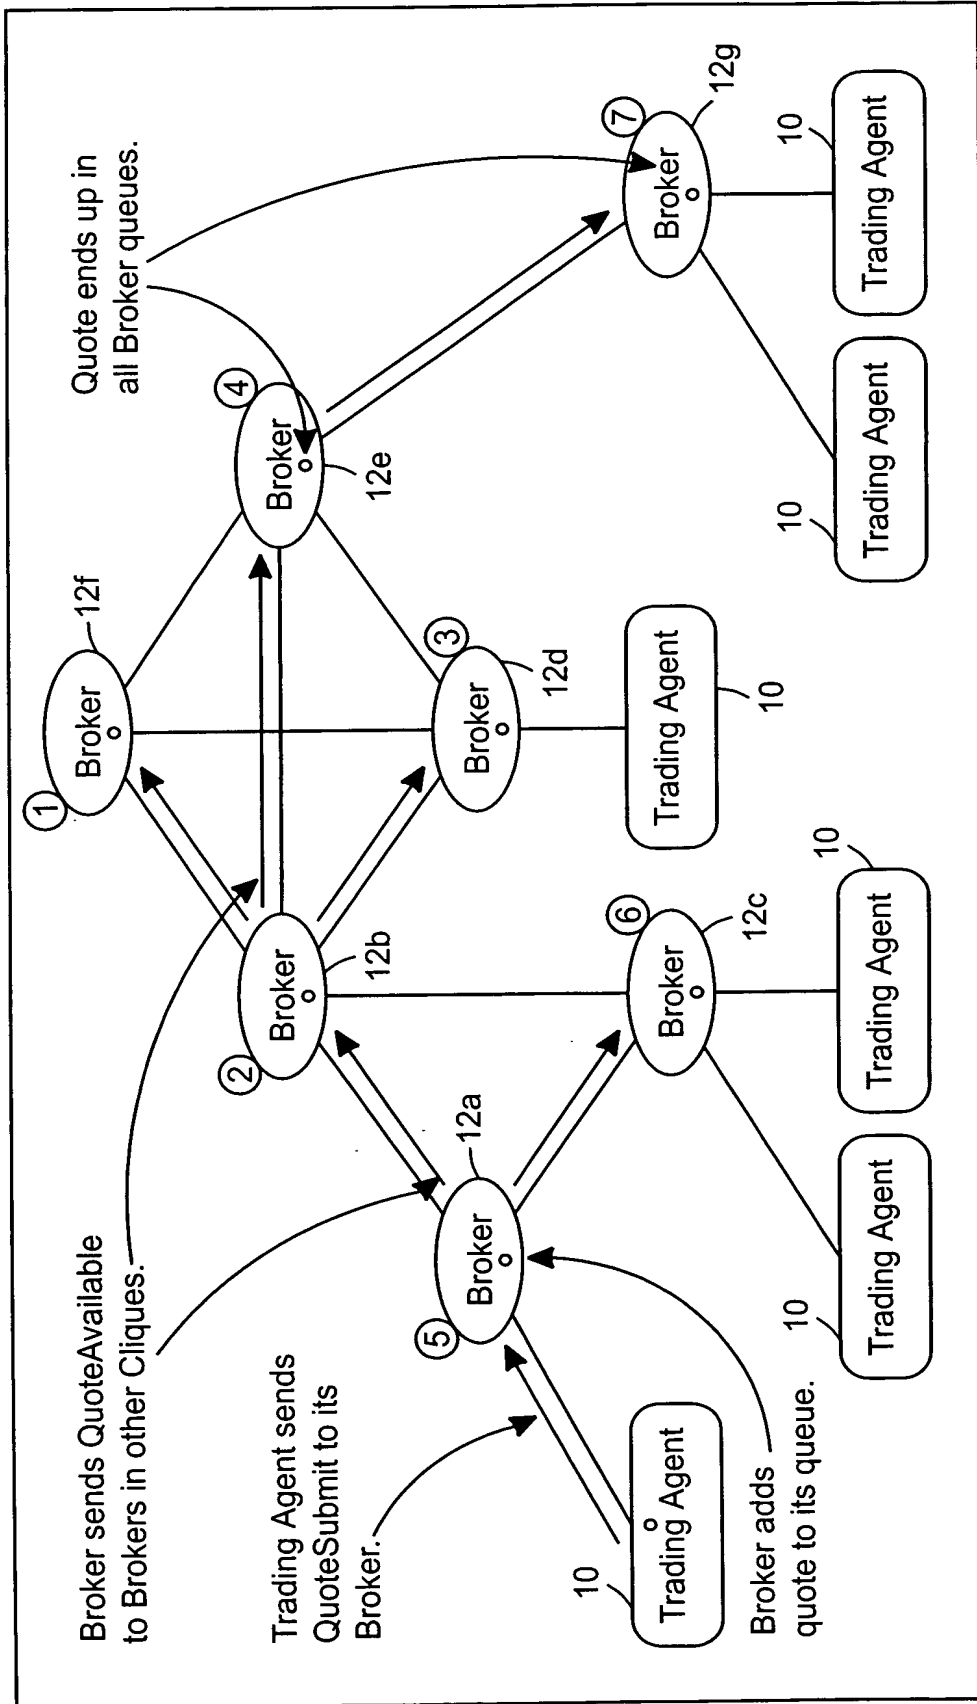 Broker sends QuoteAvailable
to Brokers in other Cliques.
Quote ends up in
all Broker queues.
Trading Agent sends
QuoteSubmit to its
Broker.
1
Broker
12f
2
Broker
12b
4
Broker
12e
5
Broker
12a
3
Broker
12d
6
Broker
12c
7
Broker
12g
10
Trading Agent
Broker adds
quote to its queue.
10
Trading Agent
10
Trading Agent
10
Trading Agent
10
Trading Agent
10
Trading Agent